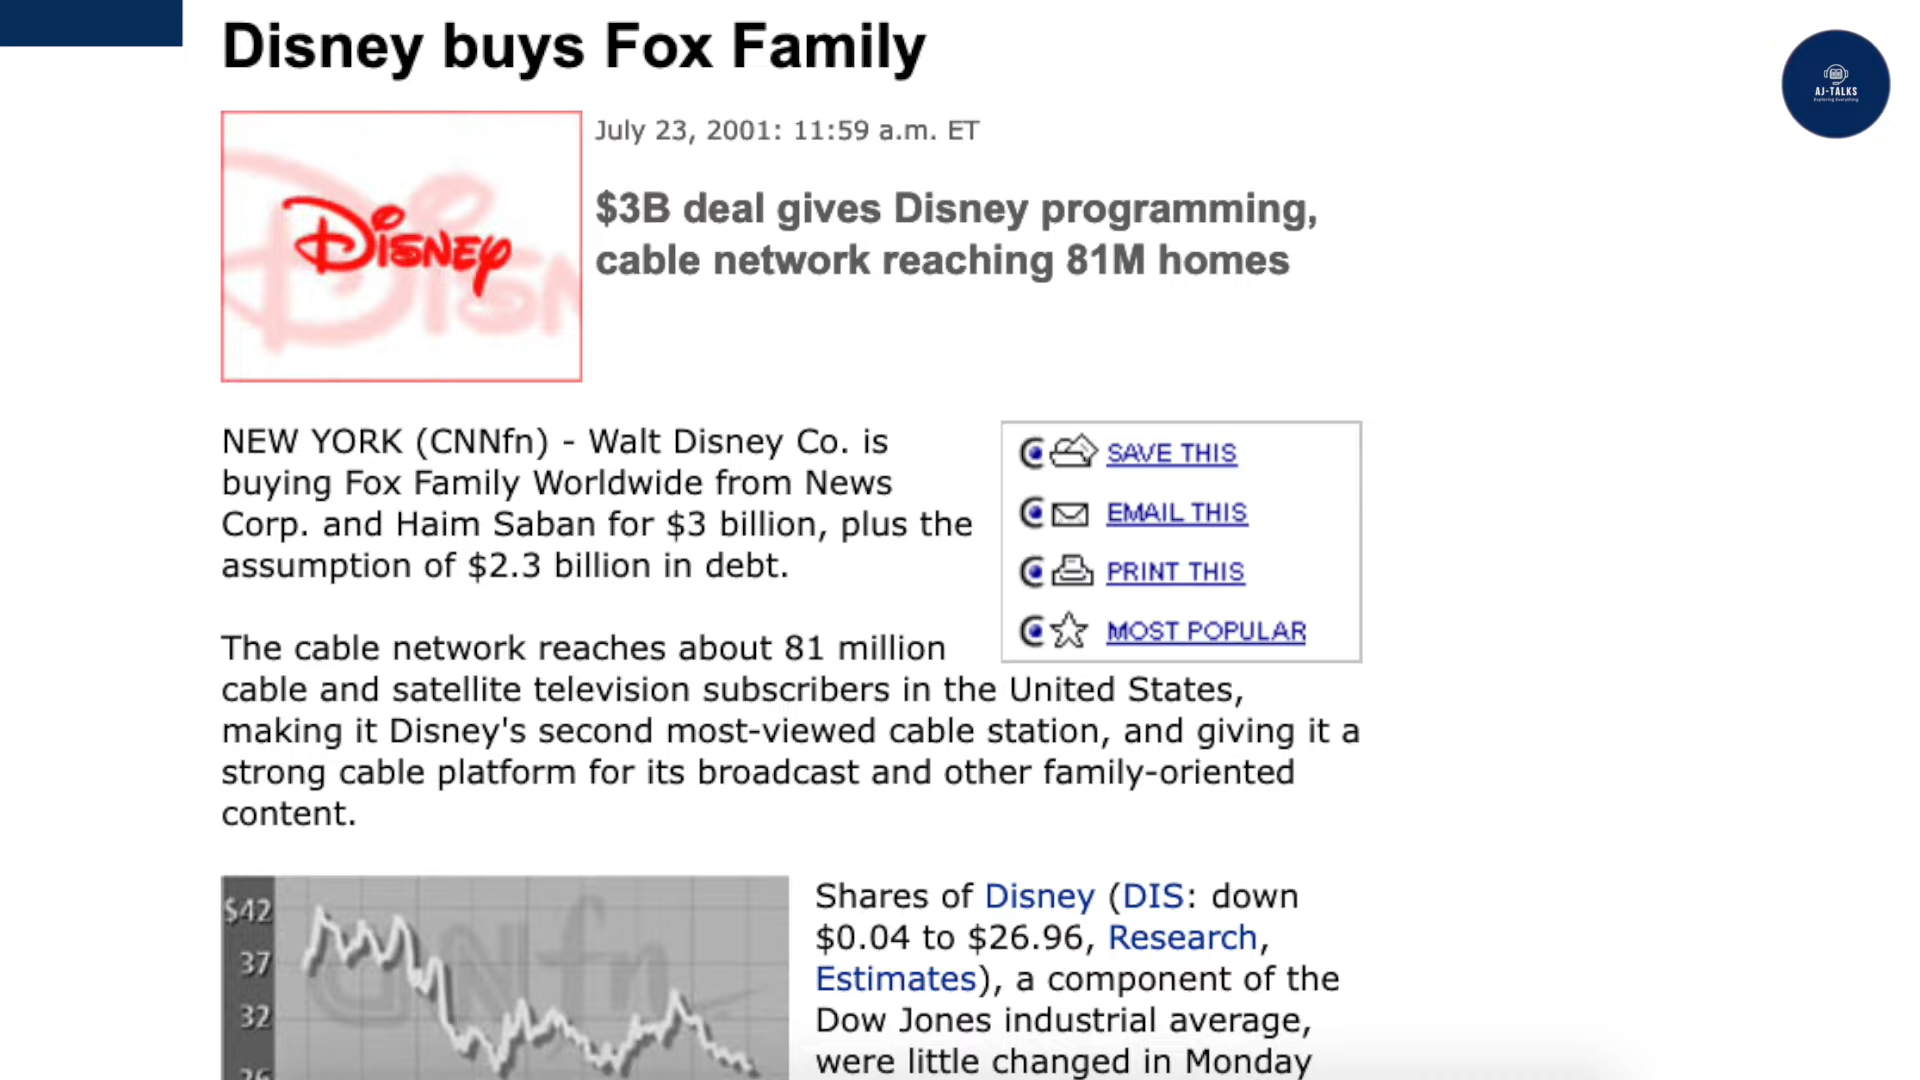 Disney buys Fox Family
AJ-TALKS
Exploring Everything
July 23, 2001: 11:59 a.m. ET
$3B deal gives Disney programming,
cable network reaching 81M homes
Disney
NEW YORK (CNNfn) - Walt Disney Co. is
buying Fox Family Worldwide from News
Corp. and Haim Saban for $3 billion, plus the
assumption of $2.3 billion in debt.
SAVE THIS
EMAIL THIS
PRINT THIS
MOST POPULAR
The cable network reaches about 81 million
cable and satellite television subscribers in the United States,
making it Disney's second most-viewed cable station, and giving it a
strong cable platform for its broadcast and other family-oriented
content.
$42
37
32
26
CNNfn
Shares of Disney (DIS: down
$0.04 to $26.96, Research,
Estimates), a component of the
Dow Jones industrial average,
were little changed in Monday